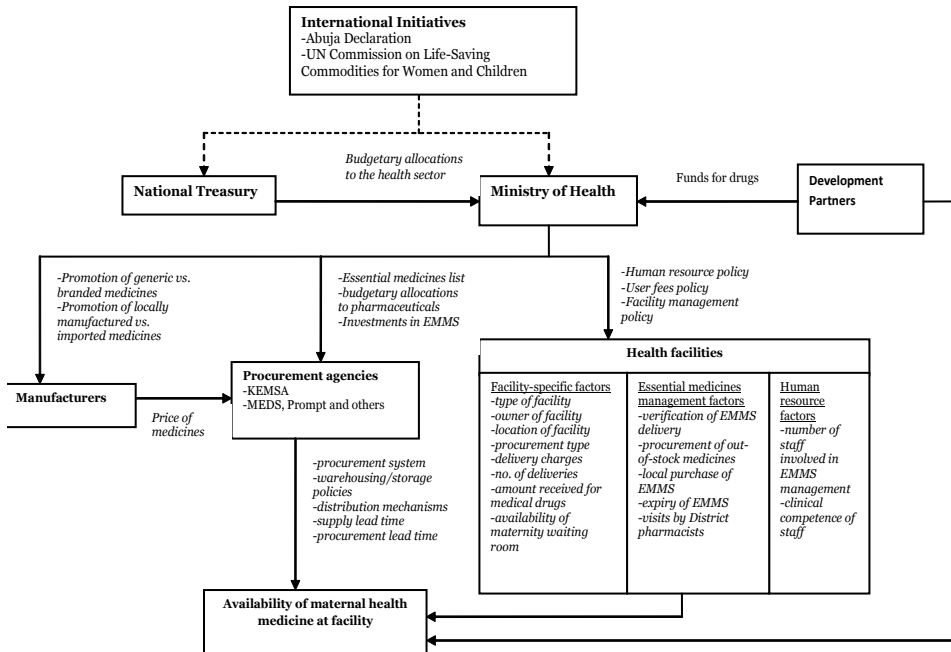 International Initiatives
-Abuja Declaration
-UN Commission on Life-Saving
Commodities for Women and Children
Budgetary allocations
to the health sector
National Treasury
Ministry of Health
Funds for drugs
Development
Partners
-Promotion of generic vs.
branded medicines
-Promotion of locally
manufactured vs.
imported medicines
-Essential medicines list
-budgetary allocations
to pharmaceuticals
-Investments in EMMS
-Human resource policy
-User fees policy
-Facility management
policy
Manufacturers
Price of
medicines
Procurement agencies
-KEMSA
-MEDS, Prompt and others
Health facilities
Facility-specific factors
-type of facility
-owner of facility
-location of facility
-procurement type
-delivery charges
-no. of deliveries
-amount received for
medical drugs
-availability of
maternity waiting
room
Essential medicines
management factors
-verification of EMMS
delivery
-procurement of out-
of-stock medicines
-local purchase of
EMMS
-expiry of EMMS
-visits by District
pharmacists
Human
resource
factors
-number of
staff
involved in
EMMS
management
-clinical
competence of
staff
-procurement system
-warehousing/storage
policies
-distribution mechanisms
-supply lead time
-procurement lead time
Availability of maternal health
medicine at facility